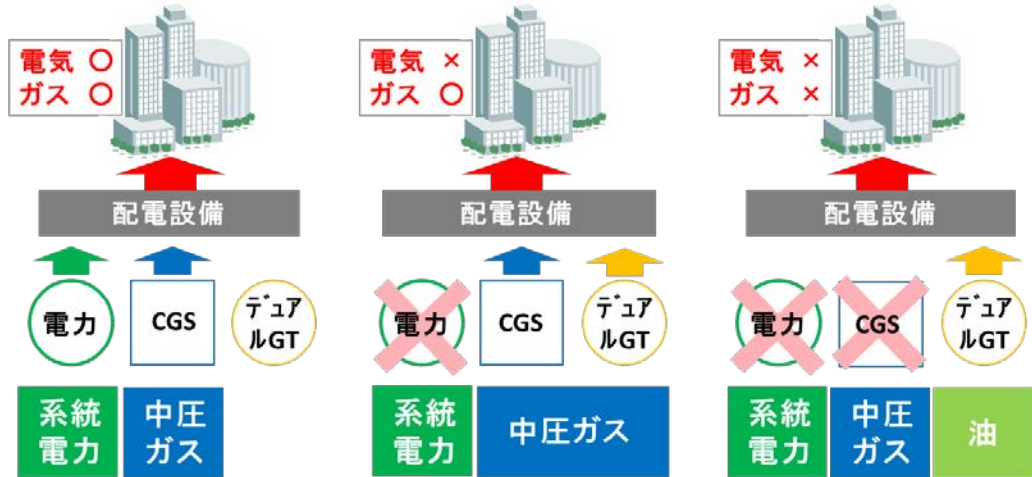 電気 ○
ガス ○
配電設備
電力
CGS
デュア
ルGT
系統
電力
中圧
ガス
電気 ×
ガス ○
配電設備
電力
CGS
デュア
ルGT
系統
電力
中圧ガス
電気 ×
ガス ×
配電設備
電力
CGS
デュア
ルGT
系統
電力
中圧
ガス
油